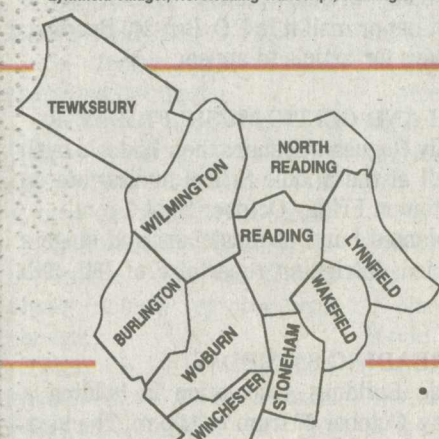 TEWKSBURY
WILMINGTON
NORTH
READING
READING
LYNNFIELD
BURLINGTON
WAKEFIELD
WOBURN
STONEHAM
WINCHESTER